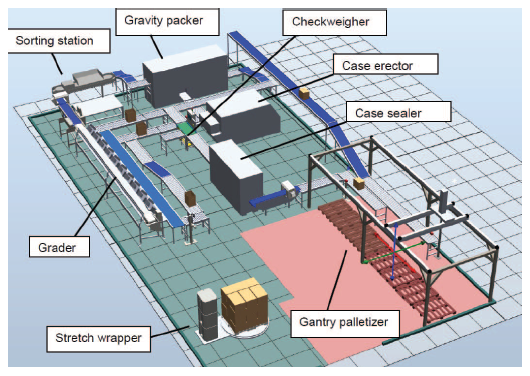 Gravity packer
Checkweigher
Sorting station
Case erector
Case sealer
Grader
Gantry palletizer
Stretch wrapper